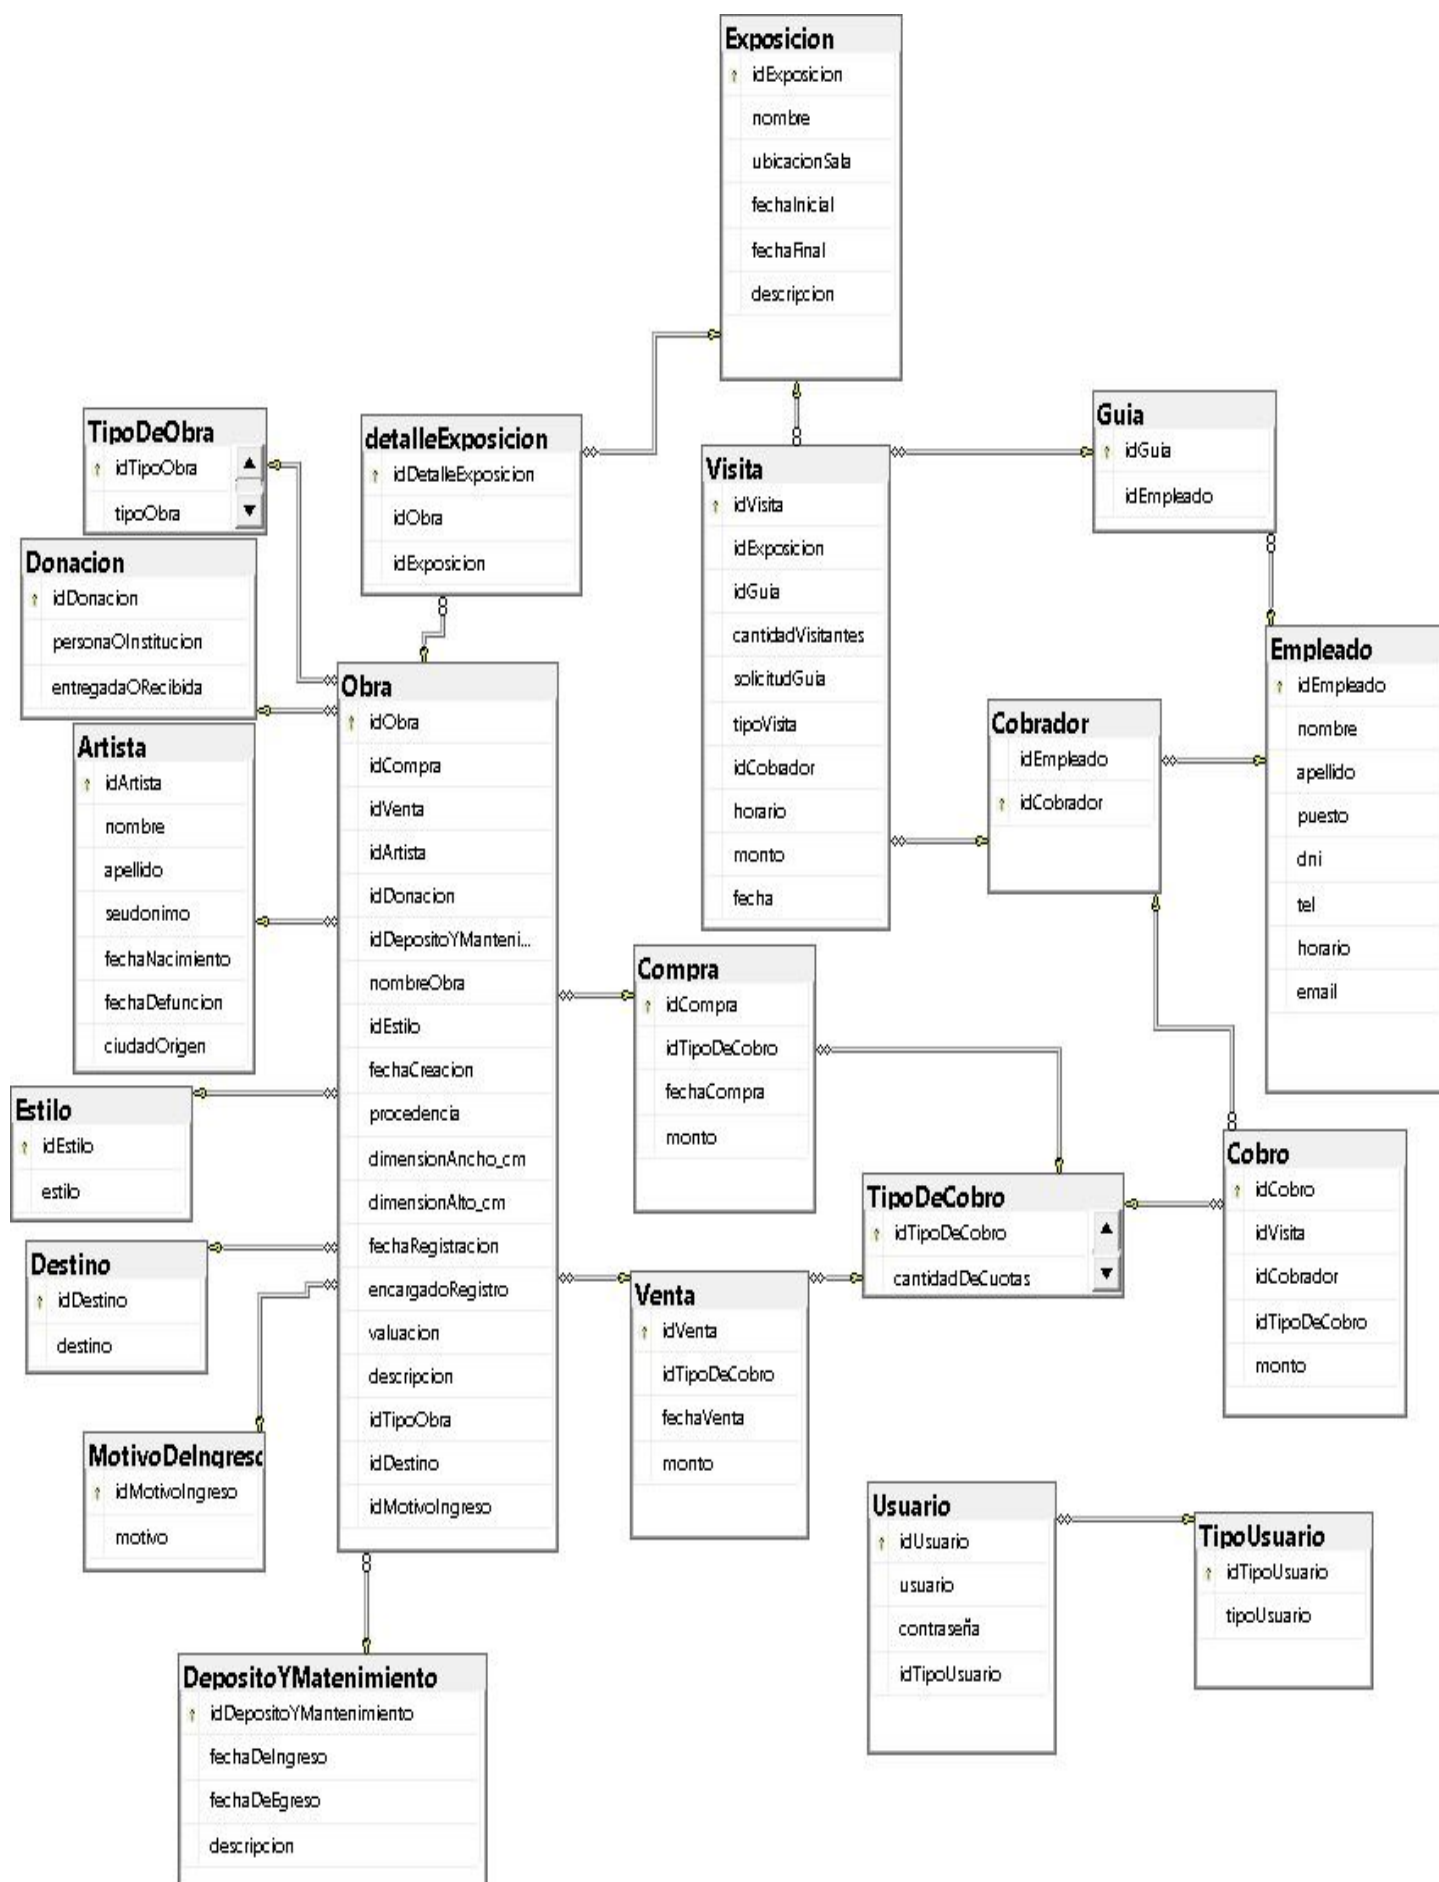 Exposicion
idExposicion
nombre
ubicacionSala
fechaInicial
fechaFinal
descripcion
TipoDeObra
idTipoObra
tipoObra
detalleExposicion
idDetalleExposicion
idObra
idExposicion
Guia
idGuia
idEmpleado
Visita
idVisita
idExposicion
idGuia
cantidadVisitantes
solicitudGuia
tipoVisita
idCobrador
horario
monto
fecha
Donacion
idDonacion
personaOInstitucion
entregadaORecibida
Empleado
idEmpleado
nombre
apellido
puesto
dni
tel
horario
email
Obra
idObra
idCompra
idVenta
idArtista
idDonacion
idDepositoYManteni...
nombreObra
idEstilo
fechaCreacion
procedencia
dimensionAncho_cm
dimensionAlto_cm
fechaRegistracion
encargadoRegistro
valuacion
descripcion
idTipoObra
idDestino
idMotivoIngreso
Cobrador
idEmpleado
idCobrador
Artista
idArtista
nombre
apellido
seudonimo
fechaNacimiento
fechaDefuncion
ciudadOrigen
Compra
idCompra
idTipoDeCobro
fechaCompra
monto
Estilo
idEstilo
estilo
Cobro
idCobro
idVisita
idCobrador
idTipoDeCobro
monto
TipoDeCobro
idTipoDeCobro
cantidadDeCuotas
Destino
idDestino
destino
Venta
idVenta
idTipoDeCobro
fechaVenta
monto
MotivoDeIngreso
idMotivoIngreso
motivo
Usuario
idUsuario
usuario
contraseña
idTipoUsuario
TipoUsuario
idTipoUsuario
tipoUsuario
DepositoYMatenimiento
idDepositoYMantenimiento
fechaDeIngreso
fechaDeEgreso
descripcion